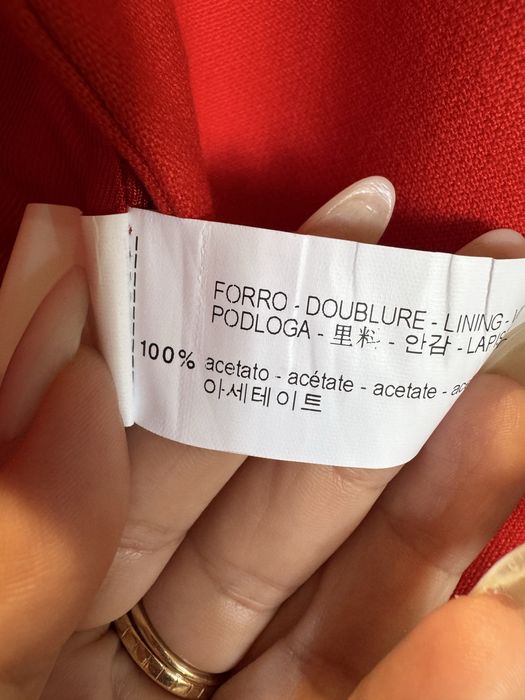 FORRO - DOUBLURE - LINING -
PODLOGA - 里料 - 안감 -
100% acetato - acétate - acetate -
아세테이트